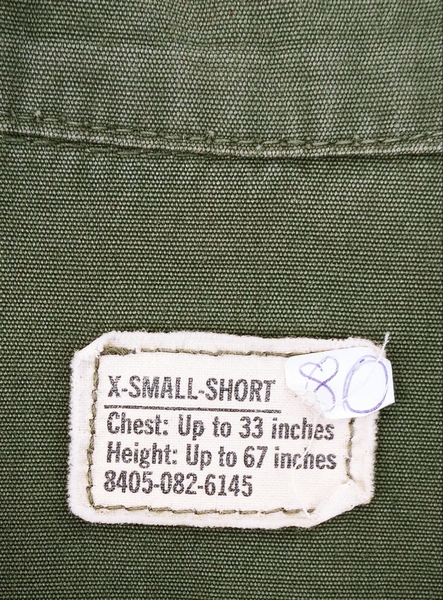 X-SMALL-SHORT
80
Chest: Up to 33 inches
Height: Up to 67 inches
8405-082-6145